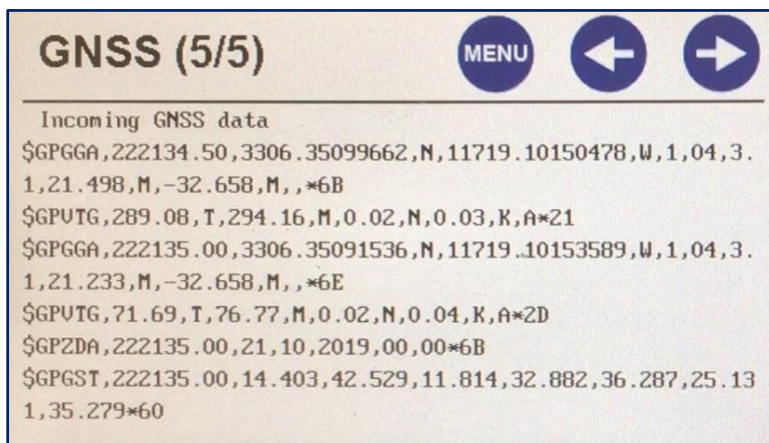 GNSS (5/5)
MENU
Incoming GNSS data
$GPGGA,222134.50,3306.35099662,N,11719.10150478,W,1,04,3.
1,21.498,M,-32.658,M,,*6B
$GPVTG,289.08,T,294.16,M,0.02,N,0.03,K,A*21
$GPGGA,222135.00,3306.35091536,N,11719.10153589,W,1,04,3.
1,21.233,M,-32.658,M,,*6E
$GPVTG,71.69,T,76.77,M,0.02,N,0.04,K,A*2D
$GPZDA,222135.00,21,10,2019,00,00*6B
$GPGST,222135.00,14.403,42.529,11.814,32.882,36.287,25.13
1,35.279*60